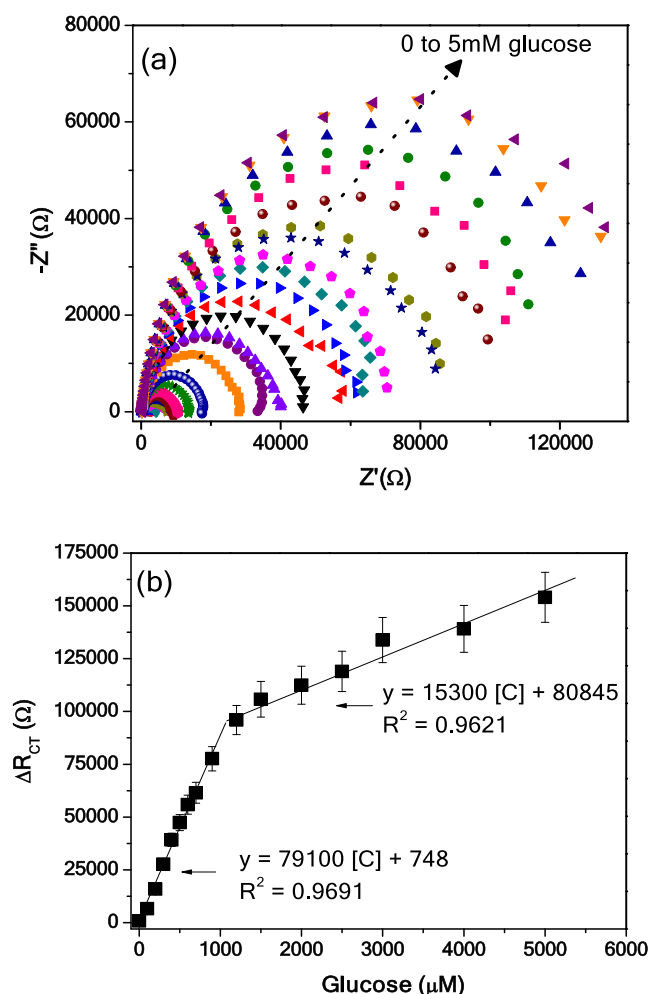 (a)
0 to 5mM glucose
80000
60000
40000
20000
0
-Z"(Ω)
0 40000 80000 120000
Z'(Ω)
(b)
175000
150000
125000
100000
75000
50000
25000
0
ΔR_CT (Ω)
y = 15300 [C] + 80845
R² = 0.9621
y = 79100 [C] + 748
R² = 0.9691
0 1000 2000 3000 4000 5000 6000
Glucose (μM)